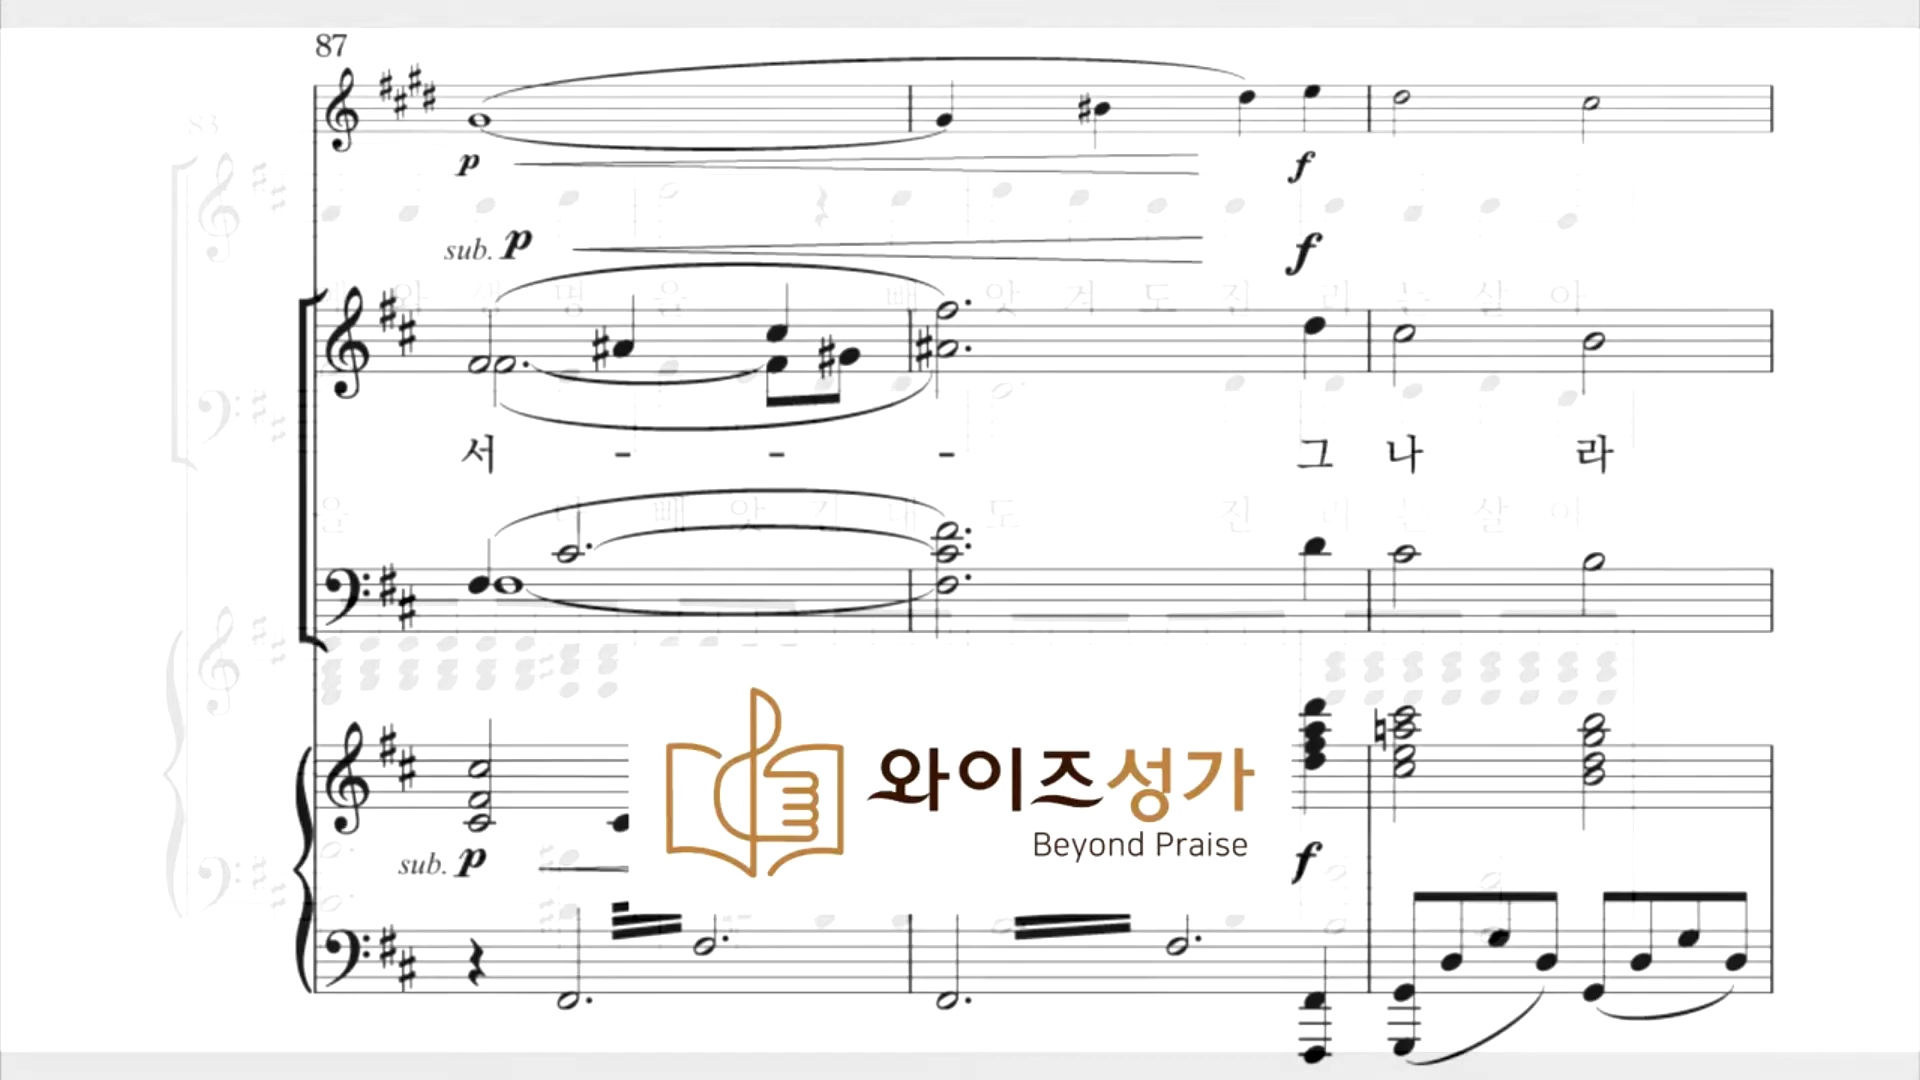 87
p f
sub. p f
서 - - - 그 나 라
와이즈성가
Beyond Praise
sub. p f